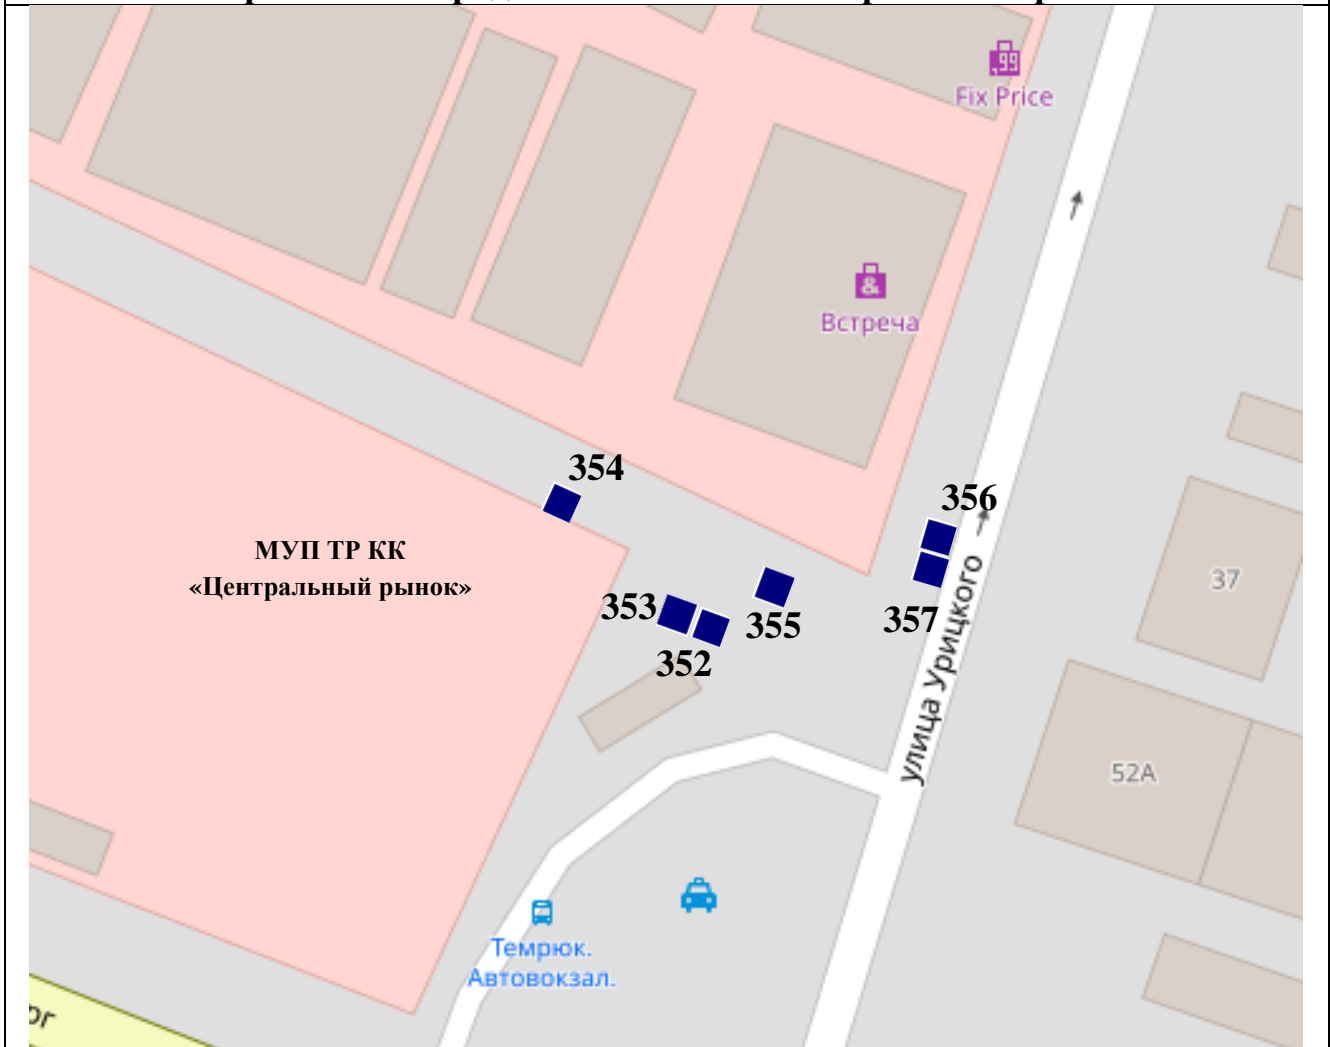 Fix Price
&
Встреча
354
356
МУП ТР КК
«Центральный рынок»
353
355
357
352
улица Урицкого
37
52А
Темрюк.
Автовокзал.